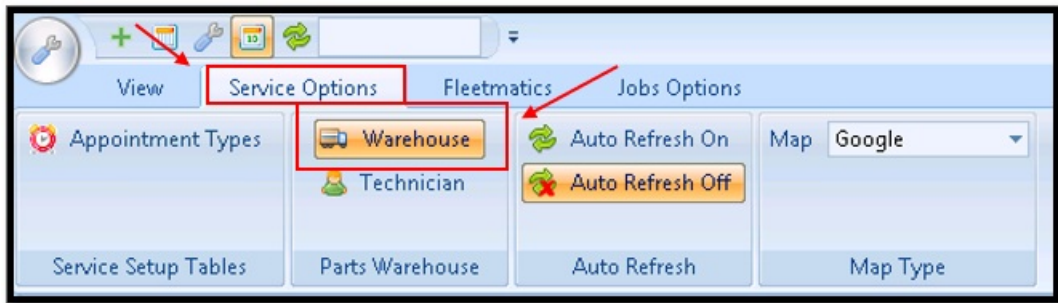 View Service Options Fleetmatics Jobs Options
Appointment Types
Service Setup Tables
Warehouse
Technician
Parts Warehouse
Auto Refresh On
Auto Refresh Off
Auto Refresh
Map Google
Map Type